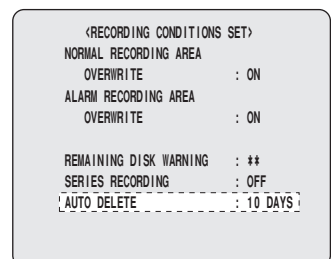 <RECORDING CONDITIONS SET>
NORMAL RECORDING AREA
OVERWRITE : ON
ALARM RECORDING AREA
OVERWRITE : ON
REMAINING DISK WARNING : **
SERIES RECORDING : OFF
AUTO DELETE : 10 DAYS